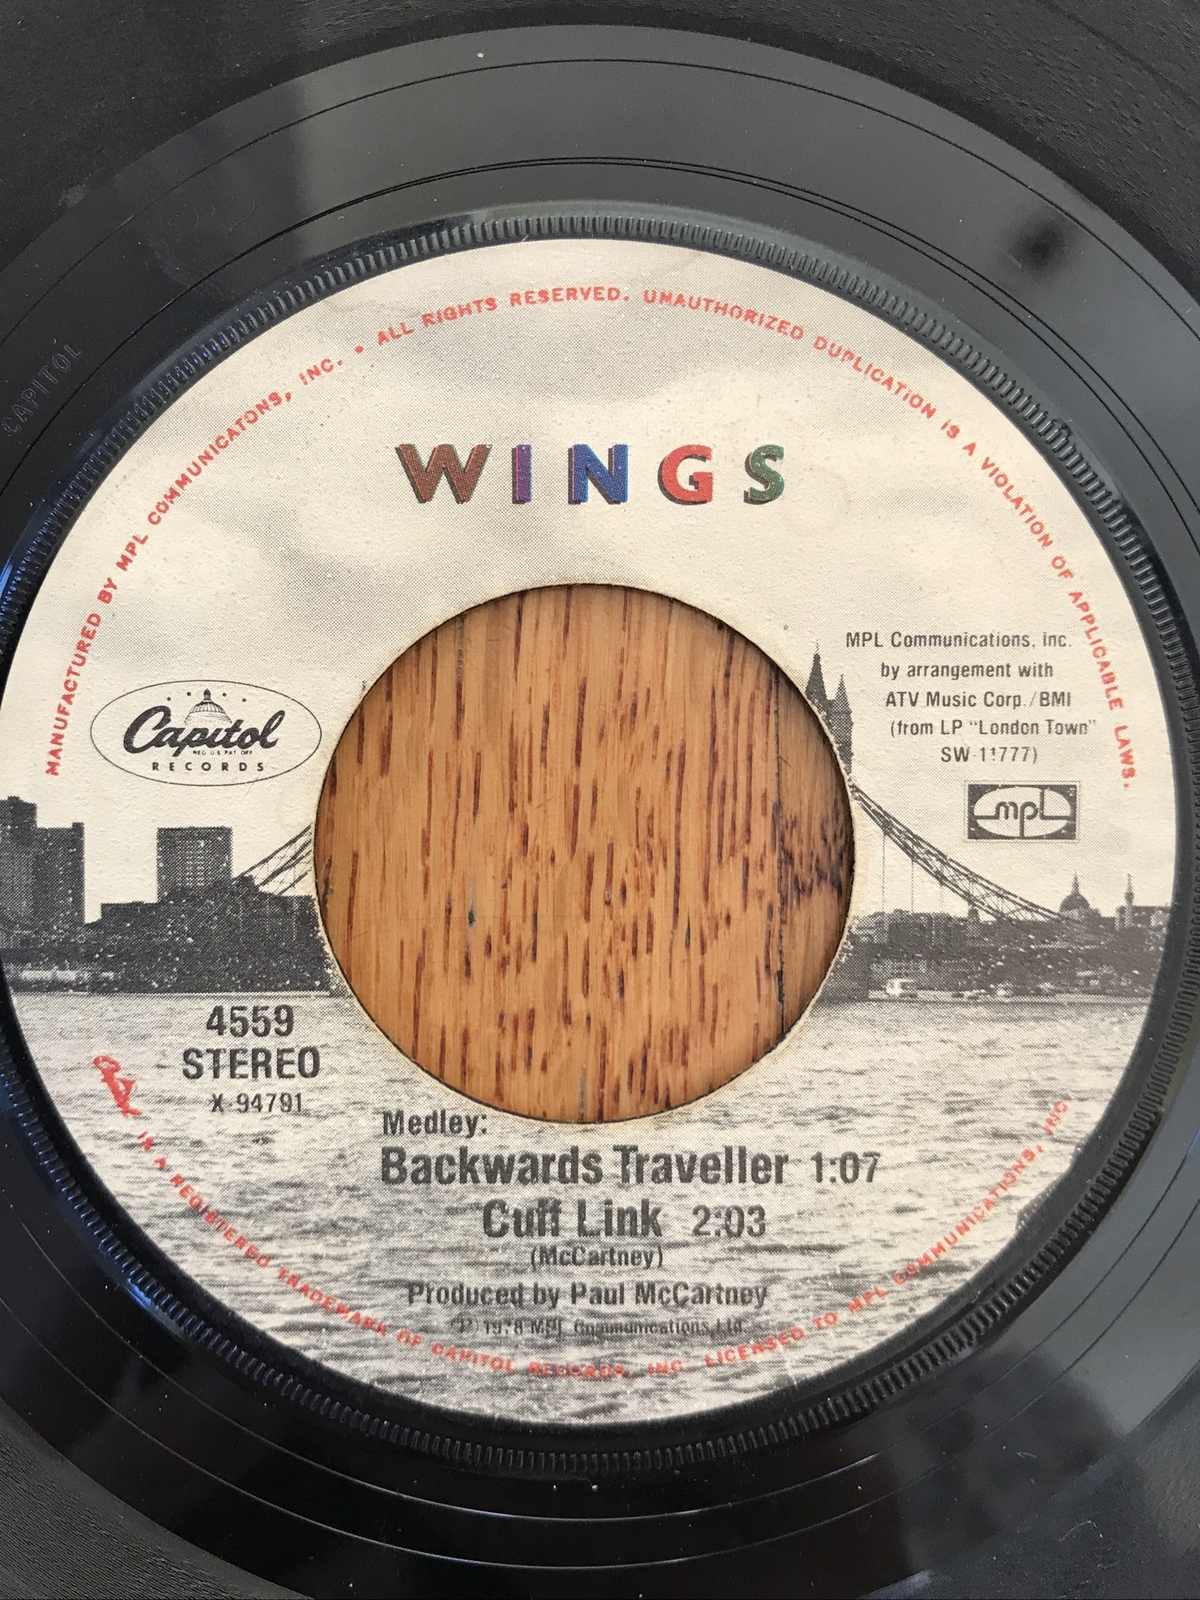 CAPITOL
MANUFACTURED BY MPL COMMUNICATONS, INC. • ALL RIGHTS RESERVED. UNAUTHORIZED DUPLICATION IS A VIOLATION OF APPLICABLE LAWS.
WINGS
MPL Communications, Inc.
by arrangement with
ATV Music Corp./BMI
(from LP "London Town"
SW-11777)
mpl
Capitol
REG. U.S. PAT. OFF.
RECORDS
4559
STEREO
X-94791
Medley:
Backwards Traveller 1:07
Cuff Link 2:03
(McCartney)
Produced by Paul McCartney
℗ 1978 MPL Communications, Ltd.
IS A REGISTERED TRADEMARK OF CAPITOL RECORDS, INC. LICENSED TO MPL COMMUNICATIONS, INC.